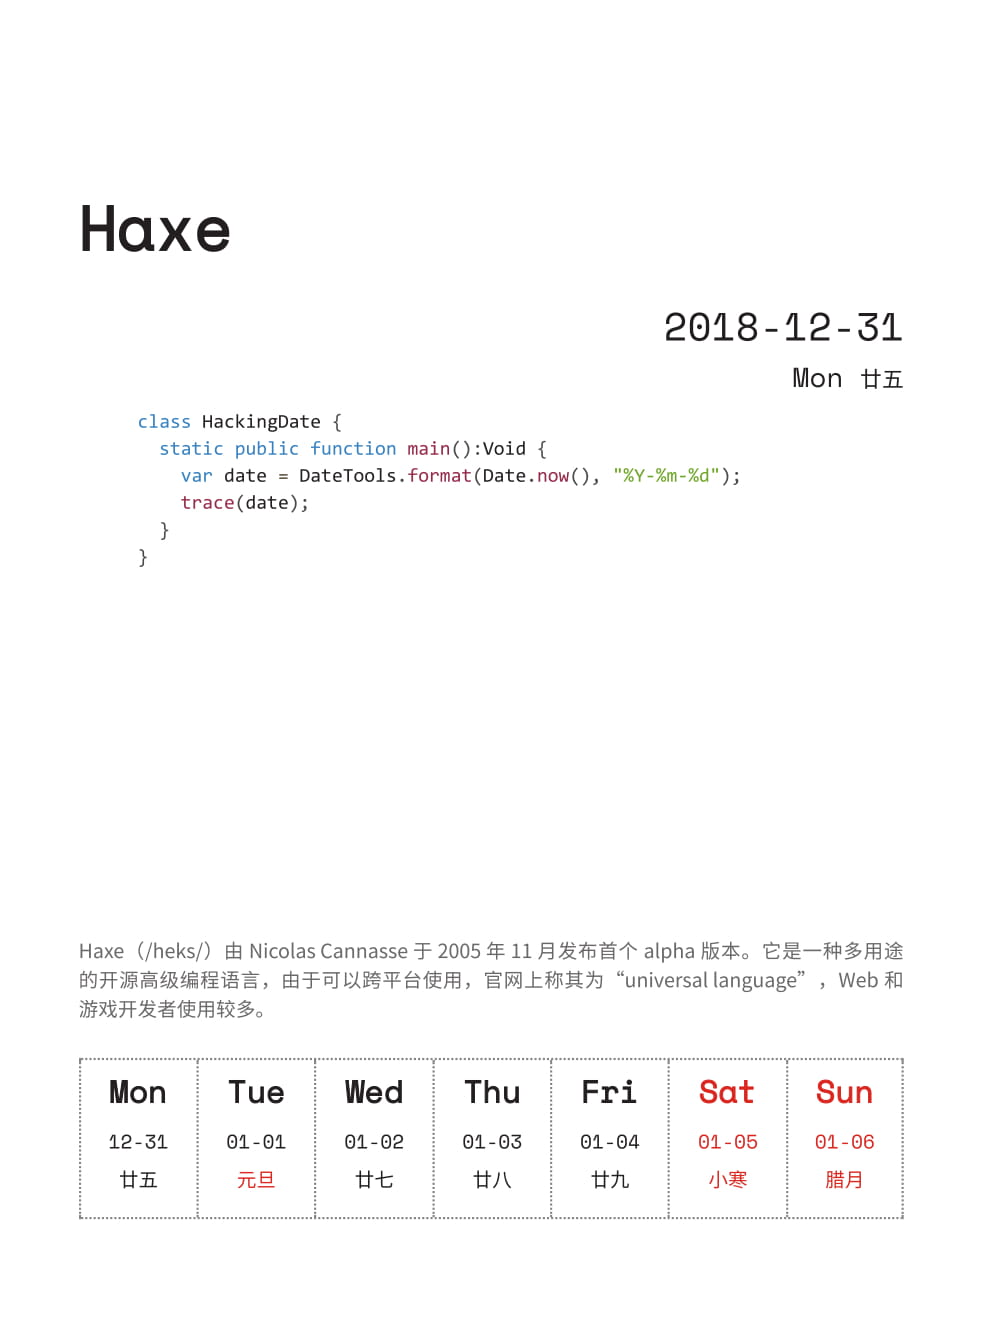 Haxe
2018-12-31
Mon 廿五
class HackingDate {
  static public function main():Void {
    var date = DateTools.format(Date.now(), "%Y-%m-%d");
    trace(date);
  }
}
Haxe（/heks/）由 Nicolas Cannasse 于 2005 年 11 月发布首个 alpha 版本。它是一种多用途
的开源高级编程语言，由于可以跨平台使用，官网上称其为“universal language”，Web 和
游戏开发者使用较多。
Mon Tue Wed Thu Fri Sat Sun
12-31 01-01 01-02 01-03 01-04 01-05 01-06
廿五 元旦 廿七 廿八 廿九 小寒 腊月